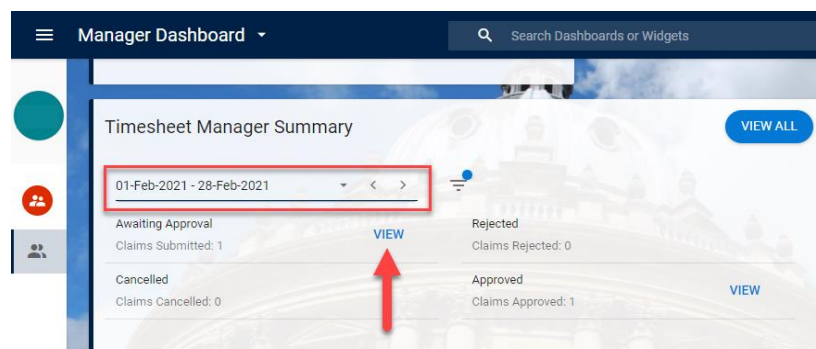 Manager Dashboard
Search Dashboards or Widgets
Timesheet Manager Summary
VIEW ALL
01-Feb-2021 - 28-Feb-2021
Awaiting Approval
Claims Submitted: 1
VIEW
Rejected
Claims Rejected: 0
Cancelled
Claims Cancelled: 0
Approved
Claims Approved: 1
VIEW